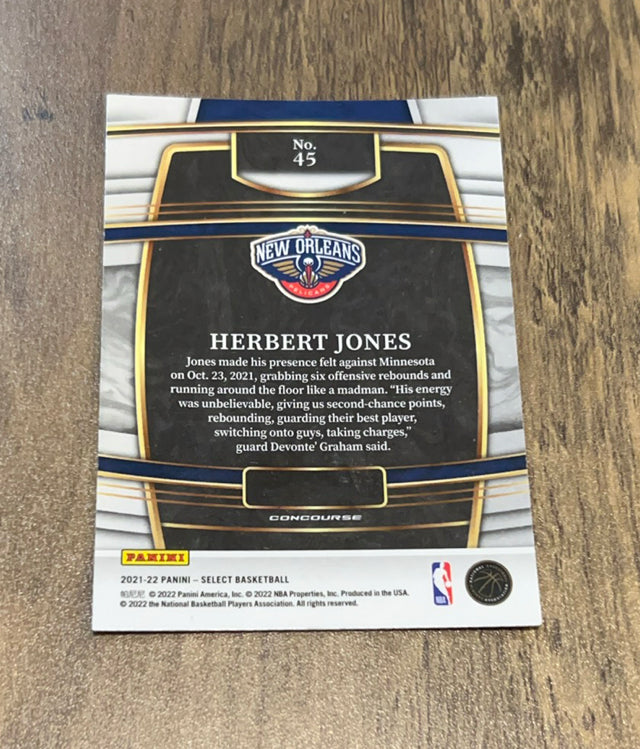 No.
45
NEW ORLEANS
PELICANS
HERBERT JONES
Jones made his presence felt against Minnesota
on Oct. 23, 2021, grabbing six offensive rebounds and
running around the floor like a madman. “His energy
was unbelievable, giving us second-chance points,
rebounding, guarding their best player,
switching onto guys, taking charges,”
guard Devonte’ Graham said.
CONCOURSE
PANINI
2021-22 PANINI – SELECT BASKETBALL
帕尼尼 © 2022 Panini America, Inc. © 2022 NBA Properties, Inc. Produced in the USA.
© 2022 the National Basketball Players Association. All rights reserved.
NBA